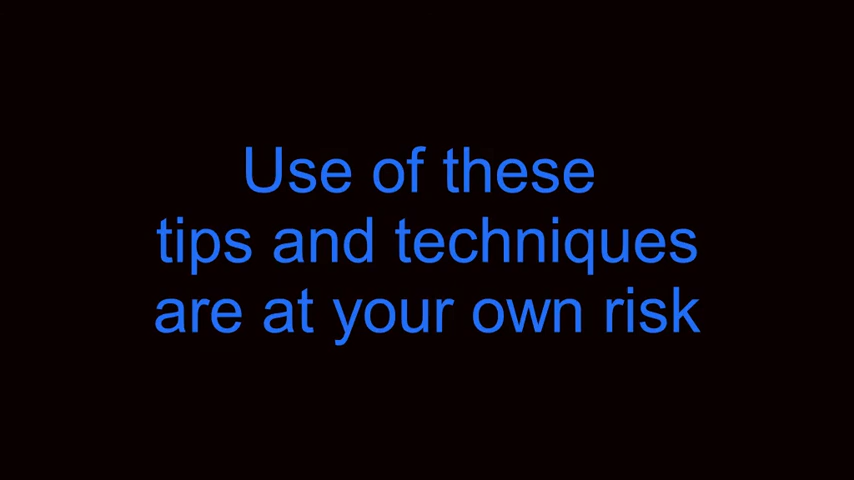 Use of these
tips and techniques
are at your own risk